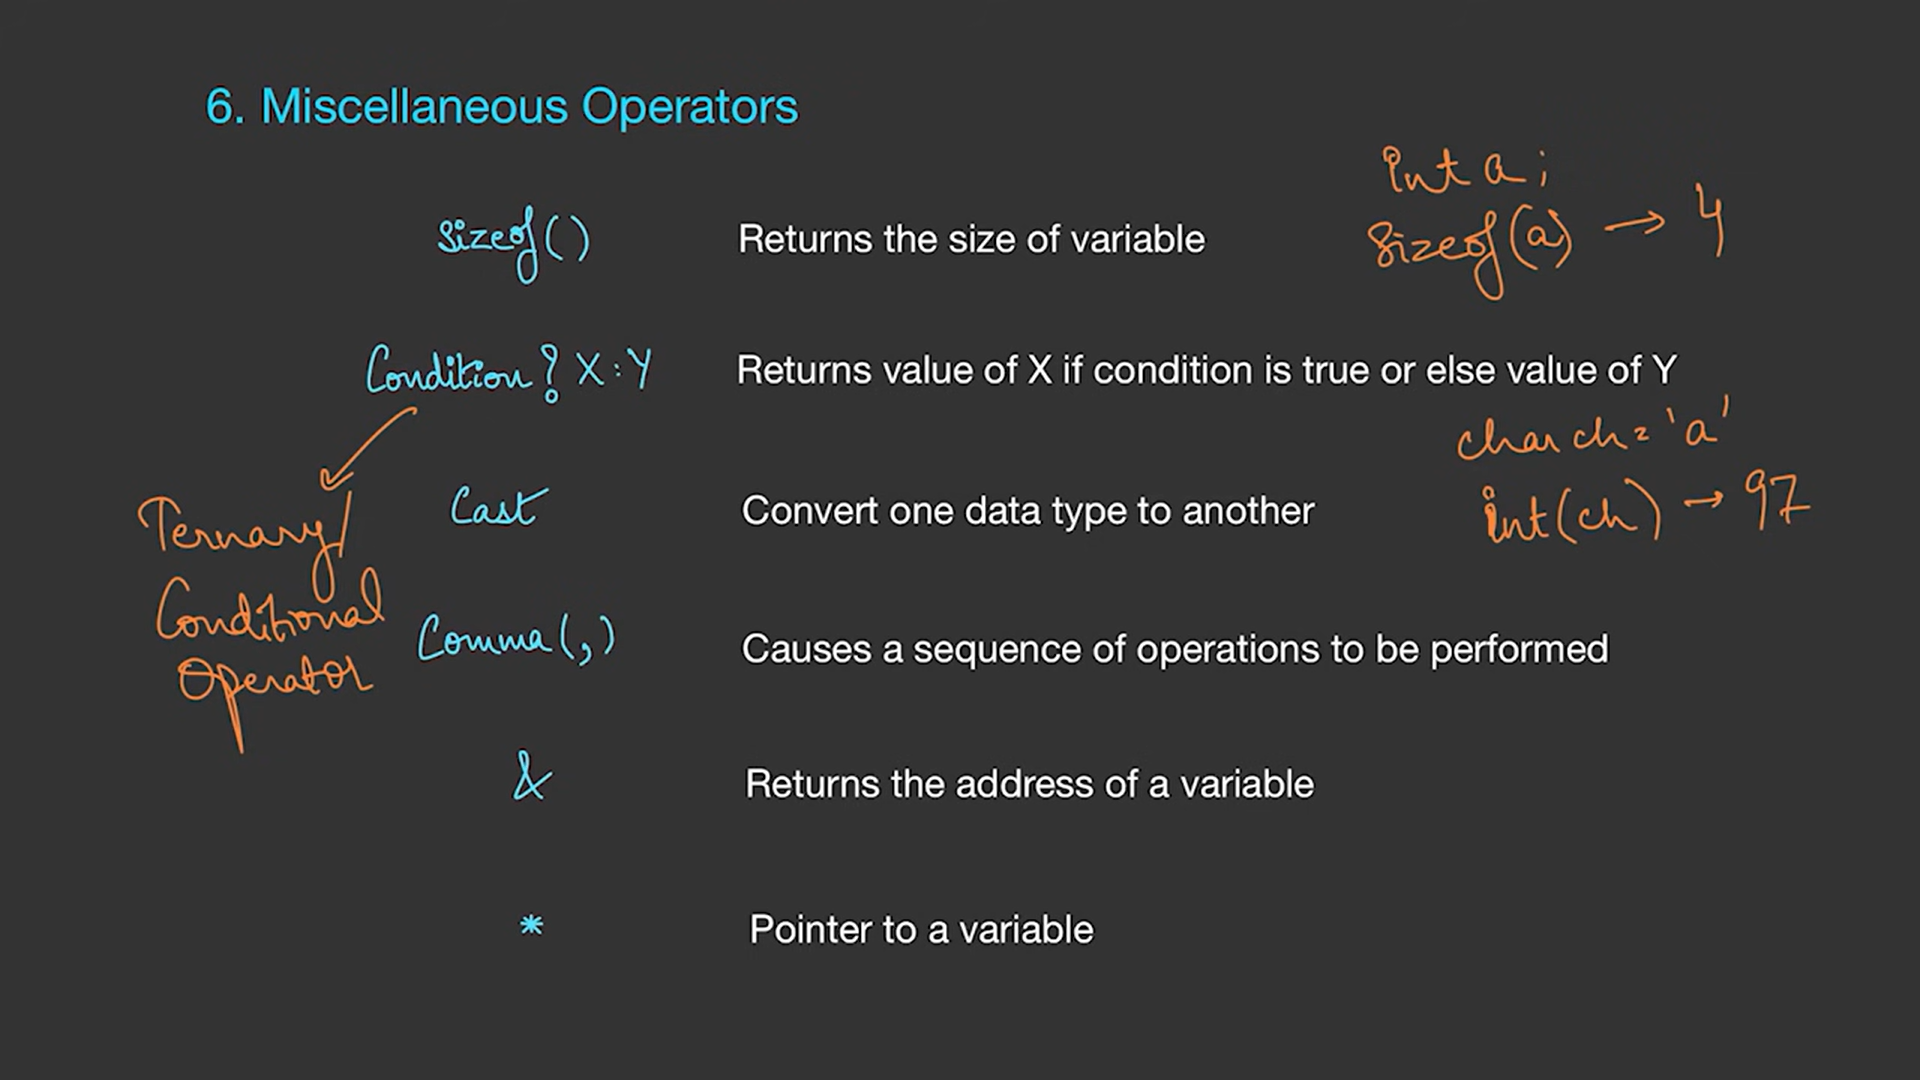 6. Miscellaneous Operators
int a;
sizeof() Returns the size of variable sizeof(a) → 4
Condition? X:Y Returns value of X if condition is true or else value of Y
char ch = 'a'
Cast Convert one data type to another int(ch) → 97
Ternary/
Conditional
Operator
Comma(,) Causes a sequence of operations to be performed
& Returns the address of a variable
* Pointer to a variable